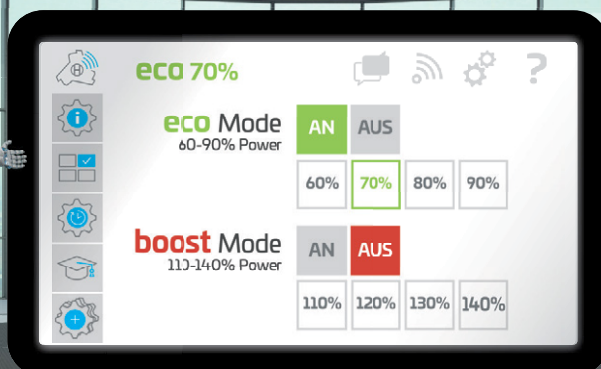 eco 70%
?
eco Mode
60-90% Power
AN AUS
60% 70% 80% 90%
boost Mode
110-140% Power
AN AUS
110% 120% 130% 140%